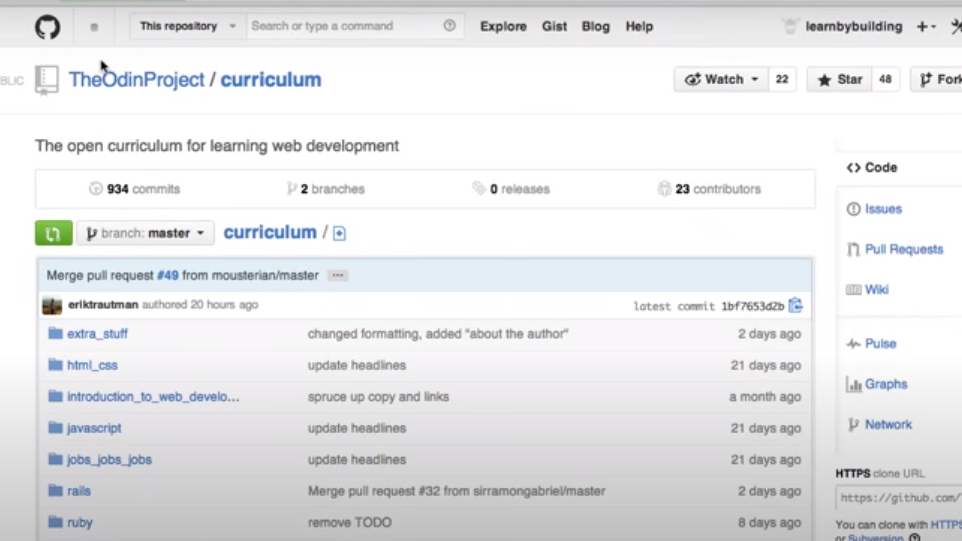 This repository Search or type a command Explore Gist Blog Help learnbybuilding
BLIC TheOdinProject / curriculum Watch 22 Star 48 Fork
The open curriculum for learning web development
934 commits 2 branches 0 releases 23 contributors
branch: master curriculum /
Merge pull request #49 from mousterian/master ...
eriktrautman authored 20 hours ago latest commit 1bf7653d2b
extra_stuff changed formatting, added "about the author" 2 days ago
html_css update headlines 21 days ago
introduction_to_web_develo... spruce up copy and links a month ago
javascript update headlines 21 days ago
jobs_jobs_jobs update headlines 21 days ago
rails Merge pull request #32 from sirramongabriel/master 2 days ago
ruby remove TODO 8 days ago
Code
Issues
Pull Requests
Wiki
Pulse
Graphs
Network
HTTPS clone URL
https://github.com/
You can clone with HTTPS
or Subversion.